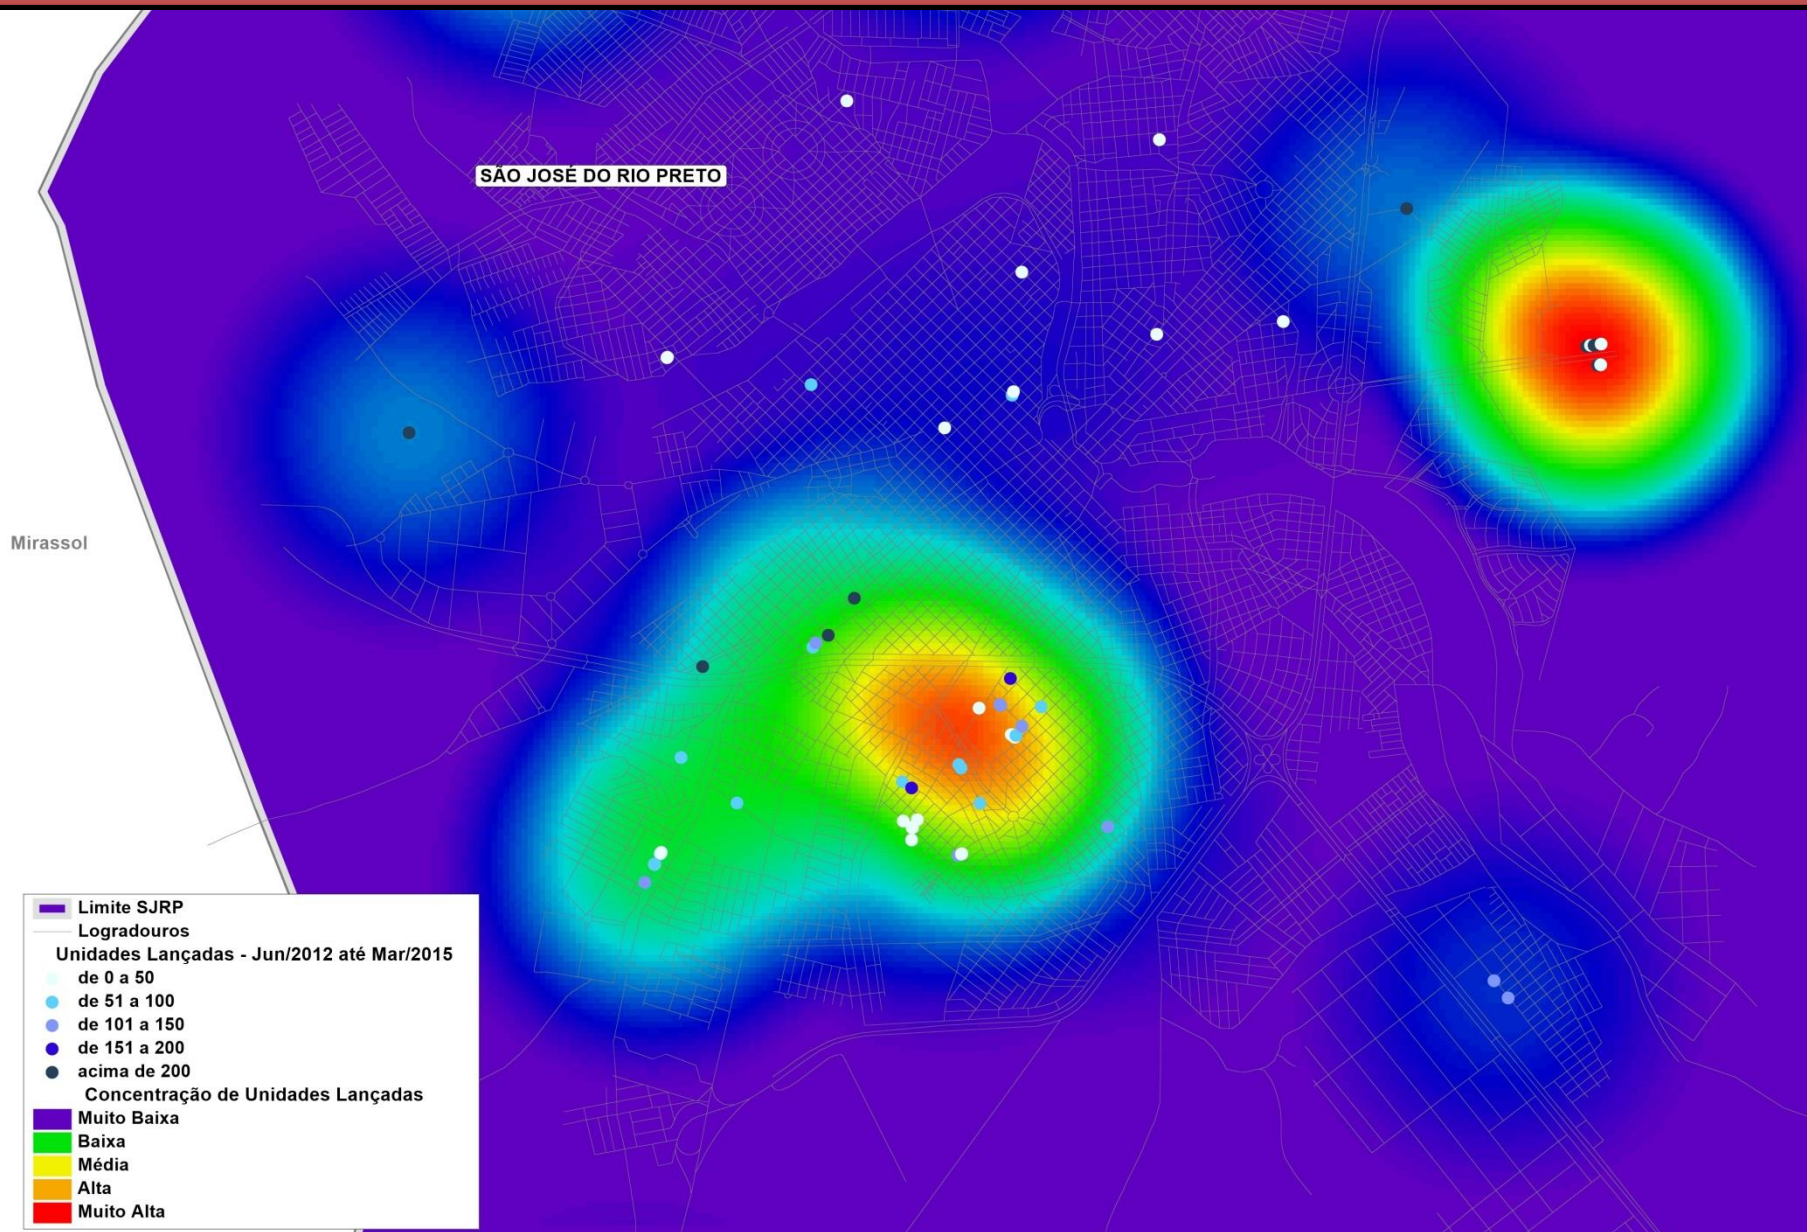 SÃO JOSÉ DO RIO PRETO
Mirassol
Limite SJRP
Logradouros
Unidades Lançadas - Jun/2012 até Mar/2015
de 0 a 50
de 51 a 100
de 101 a 150
de 151 a 200
acima de 200
Concentração de Unidades Lançadas
Muito Baixa
Baixa
Média
Alta
Muito Alta